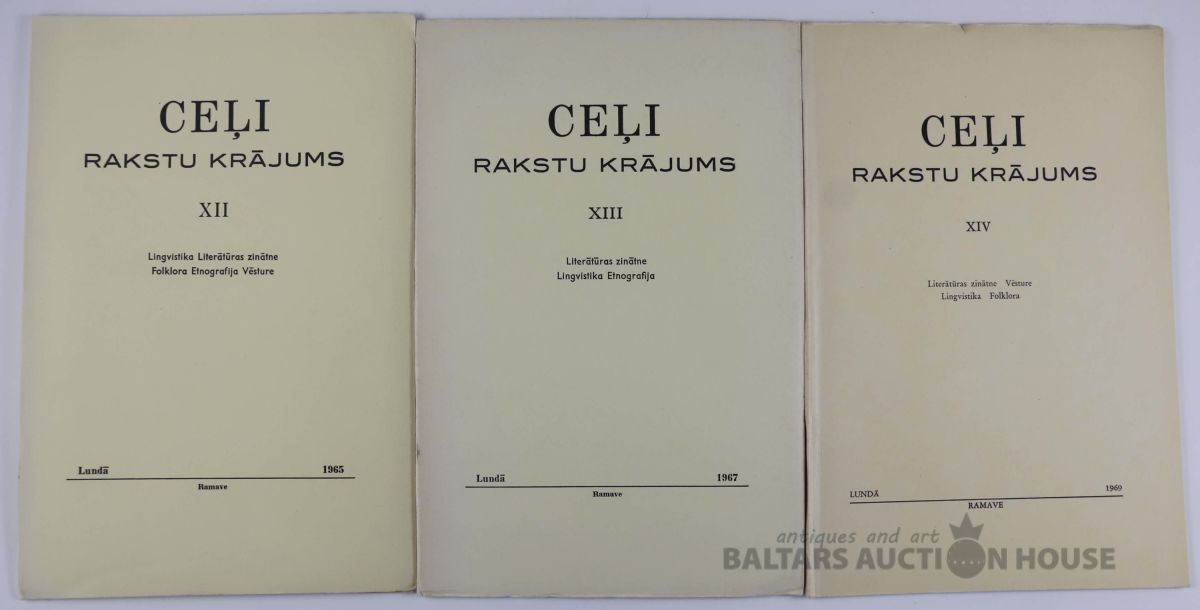 CEĻI
RAKSTU KRĀJUMS
XII
Lingvistika Literātūras zinātne
Folklora Etnografija Vēsture
Lundā 1965
Ramave
CEĻI
RAKSTU KRĀJUMS
XIII
Literātūras zinātne
Lingvistika Etnografija
Lundā 1967
Ramave
CEĻI
RAKSTU KRĀJUMS
XIV
Literātūras zinātne Vēsture
Lingvistika Folklora
LUNDĀ 1969
RAMAVE
antiques and art
BALTARS AUCTION HOUSE